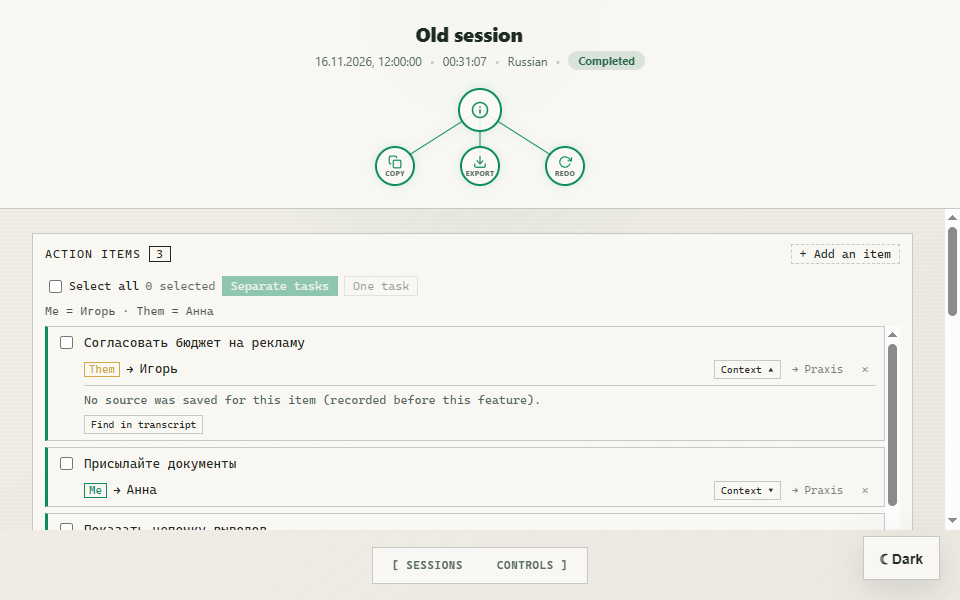 Old session
16.11.2026, 12:00:00 • 00:31:07 • Russian • Completed
COPY
EXPORT
REDO
ACTION ITEMS 3
+ Add an item
Select all 0 selected Separate tasks One task
Me = Игорь · Them = Анна
Согласовать бюджет на рекламу
Them → Игорь
Context ▴ → Praxis ×
No source was saved for this item (recorded before this feature).
Find in transcript
Присылайте документы
Me → Анна
Context ▾ → Praxis ×
Показать цепочку выводов
[ SESSIONS CONTROLS ]
☾ Dark